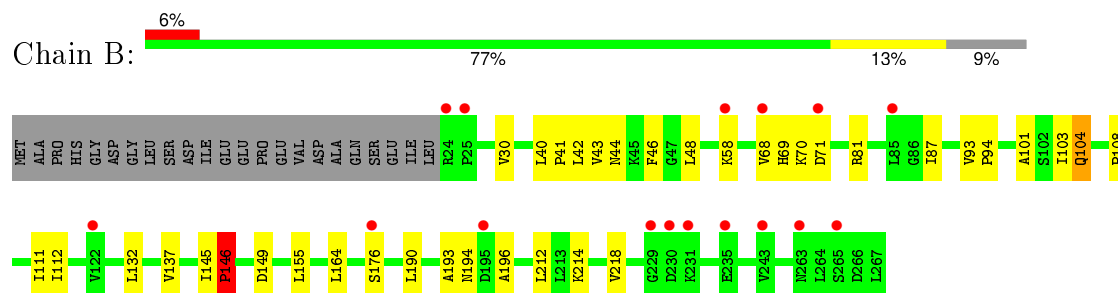 6%
Chain B:
77% 13% 9%
MET ALA PRO HIS GLY ASP GLY LEU SER ASP ILE GLU GLU PRO GLU VAL ASP ALA GLN SER GLU ILE LEU R24 P25 V30 L40 P41 L42 V43 N44 K45 F46 G47 L48 K58 V68 H69 K70 D71 R81 L85 G86 I87 V93 P94 A101 S102 I103 Q104
I111 I112 V122 L132 V137 I145 P146 D149 L155 L164 S176 L190 A193 N194 D195 A196 L212 L213 K214 V218 G229 D230 K231 E235 V243 N263 L264 S265 D266 L267